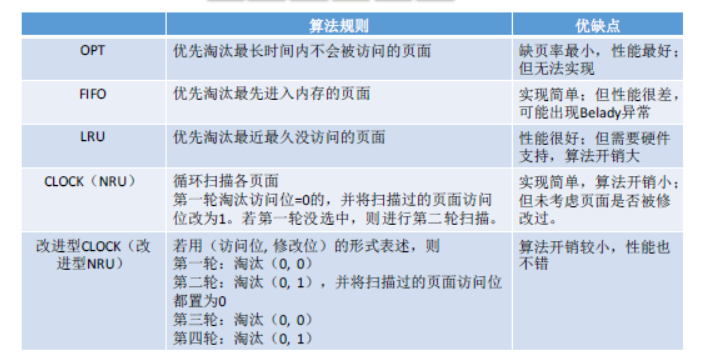 算法规则 优缺点
OPT 优先淘汰最长时间内不会被访问的页面 缺页率最小，性能最好；
但无法实现
FIFO 优先淘汰最先进入内存的页面 实现简单；但性能很差，
可能出现Belady异常
LRU 优先淘汰最近最久没访问的页面 性能很好；但需要硬件
支持，算法开销大
CLOCK（NRU） 循环扫描各页面 实现简单，算法开销小；
第一轮淘汰访问位=0的，并将扫描过的页面访问 但未考虑页面是否被修
位改为1。若第一轮没选中，则进行第二轮扫描。 改过。
改进型CLOCK（改 若用（访问位, 修改位）的形式表述，则 算法开销较小，性能也
进型NRU） 第一轮：淘汰（0, 0） 不错
第二轮：淘汰（0, 1），并将扫描过的页面访问位
都置为0
第三轮：淘汰（0, 0）
第四轮：淘汰（0, 1）